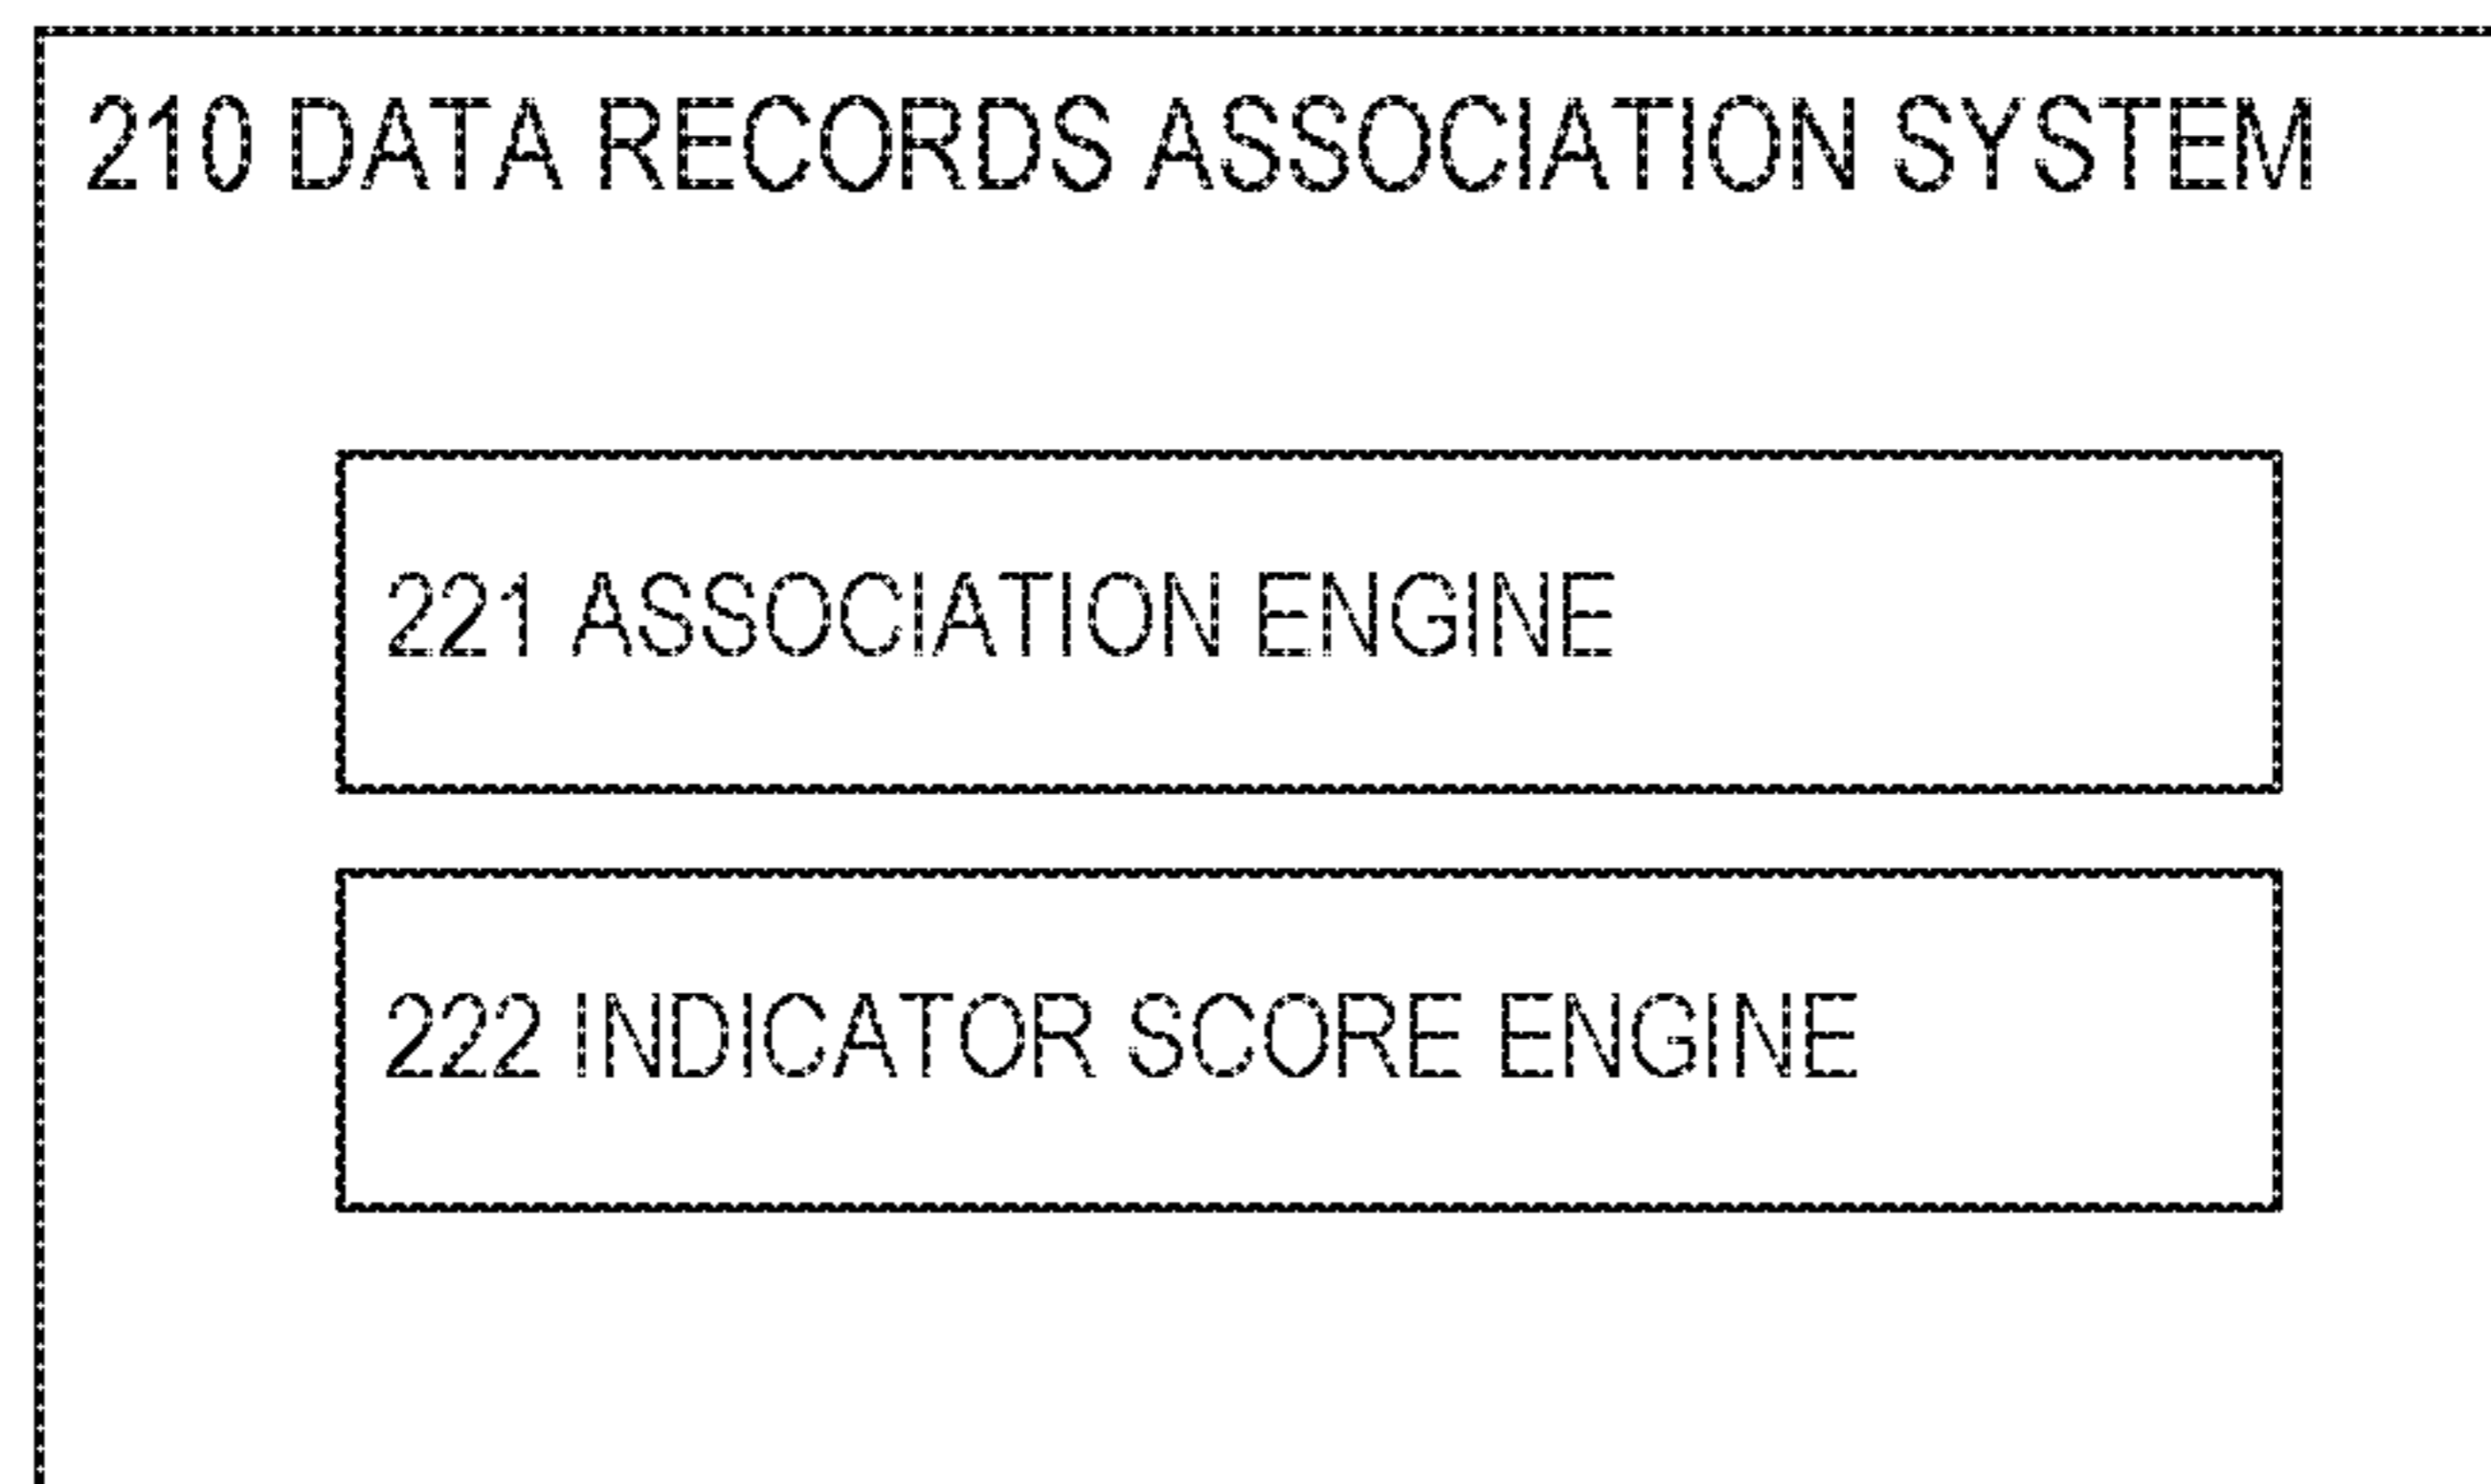 210 DATA RECORDS ASSOCIATION SYSTEM
221 ASSOCIATION ENGINE
222 INDICATOR SCORE ENGINE